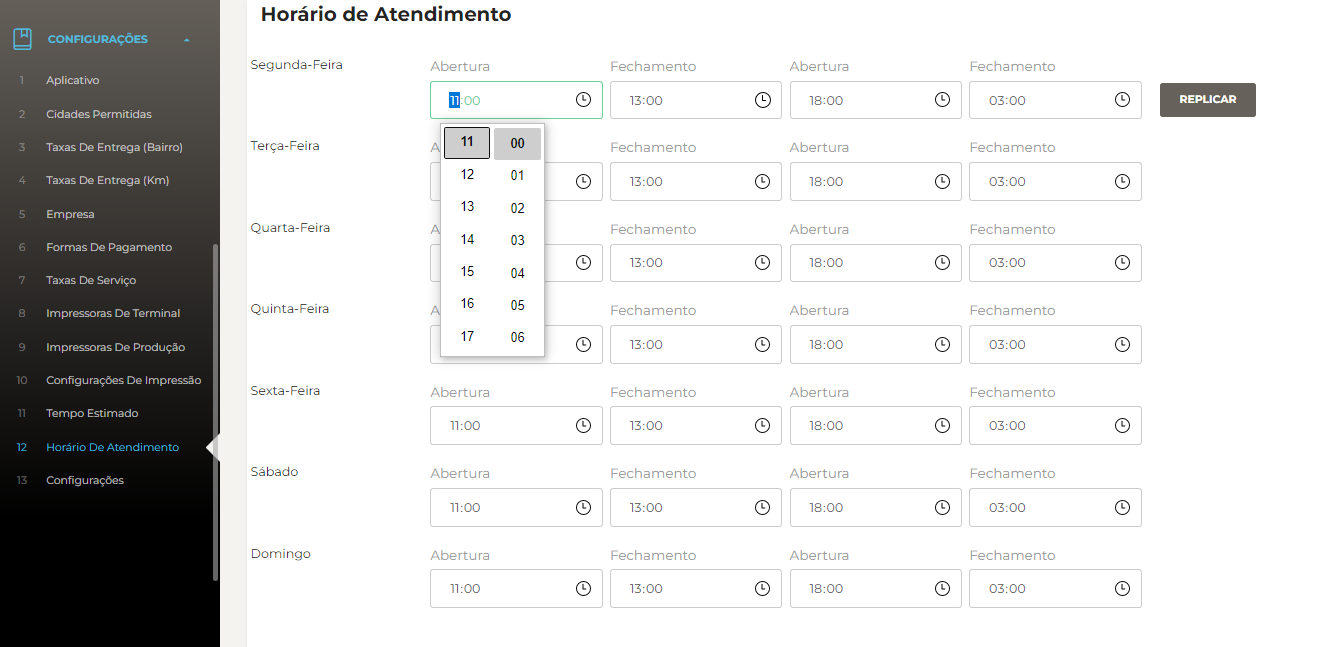 Horário de Atendimento
CONFIGURAÇÕES
1 Aplicativo
2 Cidades Permitidas
3 Taxas De Entrega (Bairro)
4 Taxas De Entrega (Km)
5 Empresa
6 Formas De Pagamento
7 Taxas De Serviço
8 Impressoras De Terminal
9 Impressoras De Produção
10 Configurações De Impressão
11 Tempo Estimado
12 Horário De Atendimento
13 Configurações
Segunda-Feira
Abertura Fechamento Abertura Fechamento
11:00 13:00 18:00 03:00 REPLICAR
11 00
12 01
13 02
14 03
15 04
16 05
17 06
Terça-Feira
A Fechamento Abertura Fechamento
13:00 18:00 03:00
Quarta-Feira
A Fechamento Abertura Fechamento
13:00 18:00 03:00
Quinta-Feira
A Fechamento Abertura Fechamento
13:00 18:00 03:00
Sexta-Feira
Abertura Fechamento Abertura Fechamento
11:00 13:00 18:00 03:00
Sábado
Abertura Fechamento Abertura Fechamento
11:00 13:00 18:00 03:00
Domingo
Abertura Fechamento Abertura Fechamento
11:00 13:00 18:00 03:00